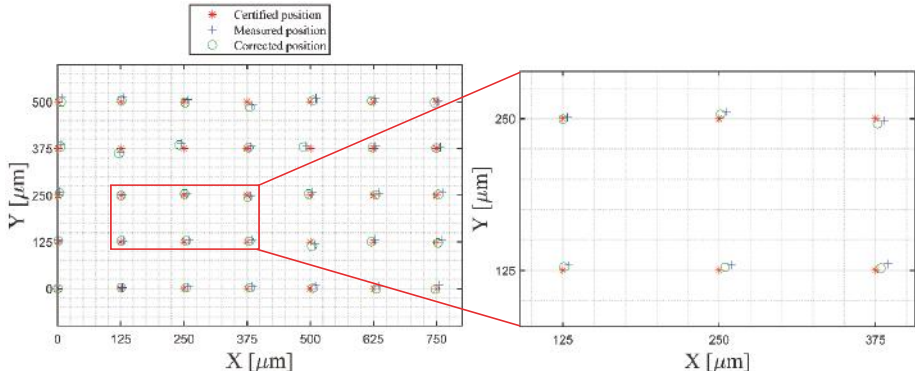 Certified position
Measured position
Corrected position
500
375
250
125
0
Y [µm]
0 125 250 375 500 625 750
X [µm]
250
125
Y [µm]
125 250 375
X [µm]